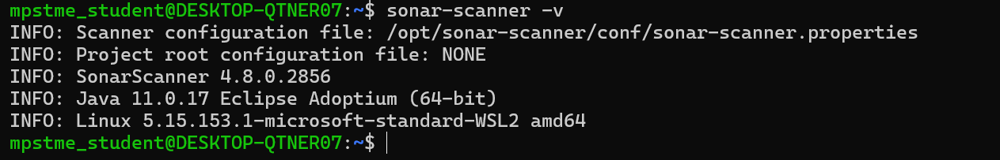 mpstme_student@DESKTOP-QTNER07:~$ sonar-scanner -v
INFO: Scanner configuration file: /opt/sonar-scanner/conf/sonar-scanner.properties
INFO: Project root configuration file: NONE
INFO: SonarScanner 4.8.0.2856
INFO: Java 11.0.17 Eclipse Adoptium (64-bit)
INFO: Linux 5.15.153.1-microsoft-standard-WSL2 amd64
mpstme_student@DESKTOP-QTNER07:~$